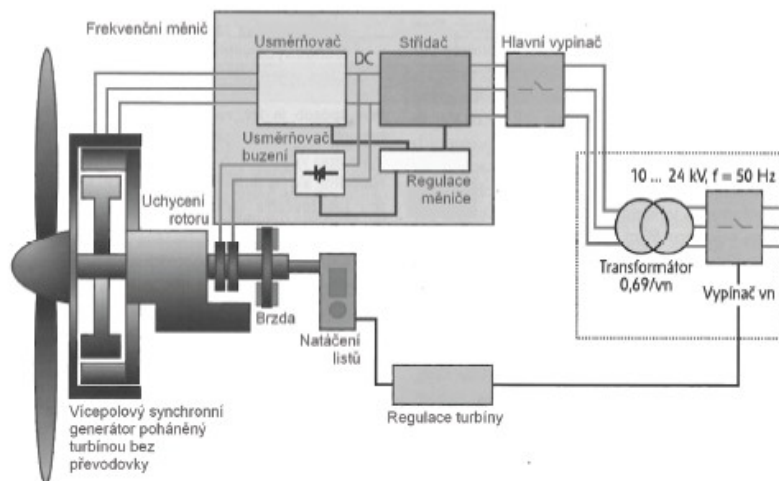 Frekvenční měnič
Usměrňovač
DC
Střídač
Hlavní vypínač
Usměrňovač
buzení
Regulace
měniče
Uchycení
rotoru
10 ... 24 kV, f = 50 Hz
Transformátor
0,69/vn
Vypínač vn
Brzda
Natáčení
listů
Regulace turbíny
Vícepolový synchronní
generátor poháněný
turbínou bez
převodovky